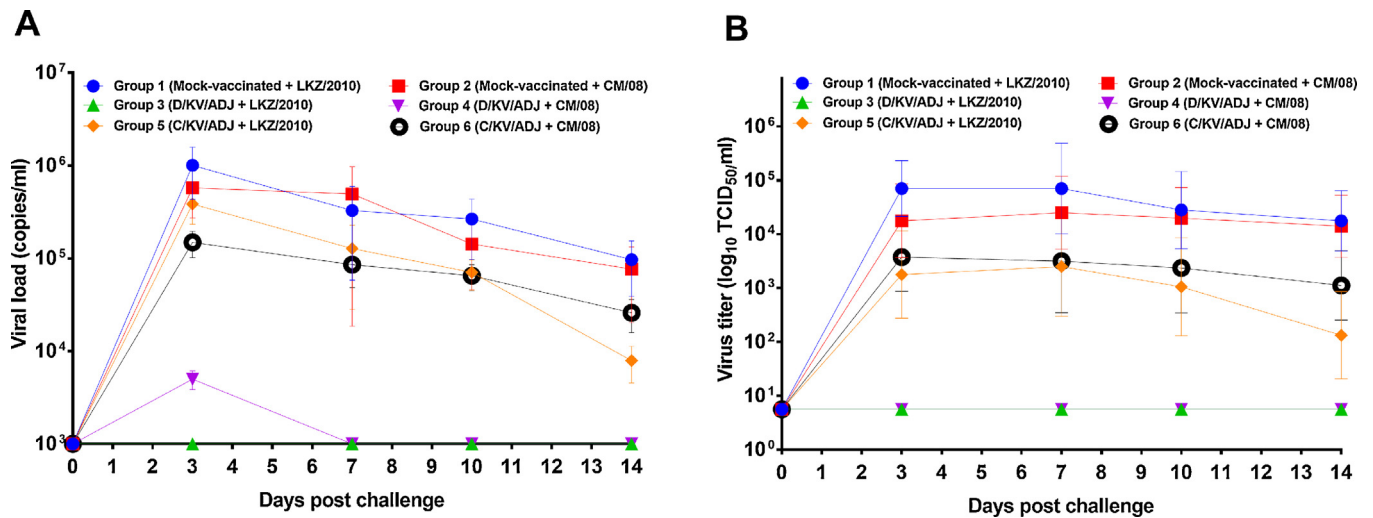 A
Group 1 (Mock-vaccinated + LKZ/2010)
Group 2 (Mock-vaccinated + CM/08)
Group 3 (D/KV/ADJ + LKZ/2010)
Group 4 (D/KV/ADJ + CM/08)
Group 5 (C/KV/ADJ + LKZ/2010)
Group 6 (C/KV/ADJ + CM/08)
Viral load (copies/ml)
10⁷
10⁶
10⁵
10⁴
10³
0 1 2 3 4 5 6 7 8 9 10 11 12 13 14
Days post challenge
B
Group 1 (Mock-vaccinated + LKZ/2010)
Group 2 (Mock-vaccinated + CM/08)
Group 3 (D/KV/ADJ + LKZ/2010)
Group 4 (D/KV/ADJ + CM/08)
Group 5 (C/KV/ADJ + LKZ/2010)
Group 6 (C/KV/ADJ + CM/08)
Virus titer (log₁₀ TCID₅₀/ml)
10⁶
10⁵
10⁴
10³
10²
10¹
10⁰
0 1 2 3 4 5 6 7 8 9 10 11 12 13 14
Days post challenge